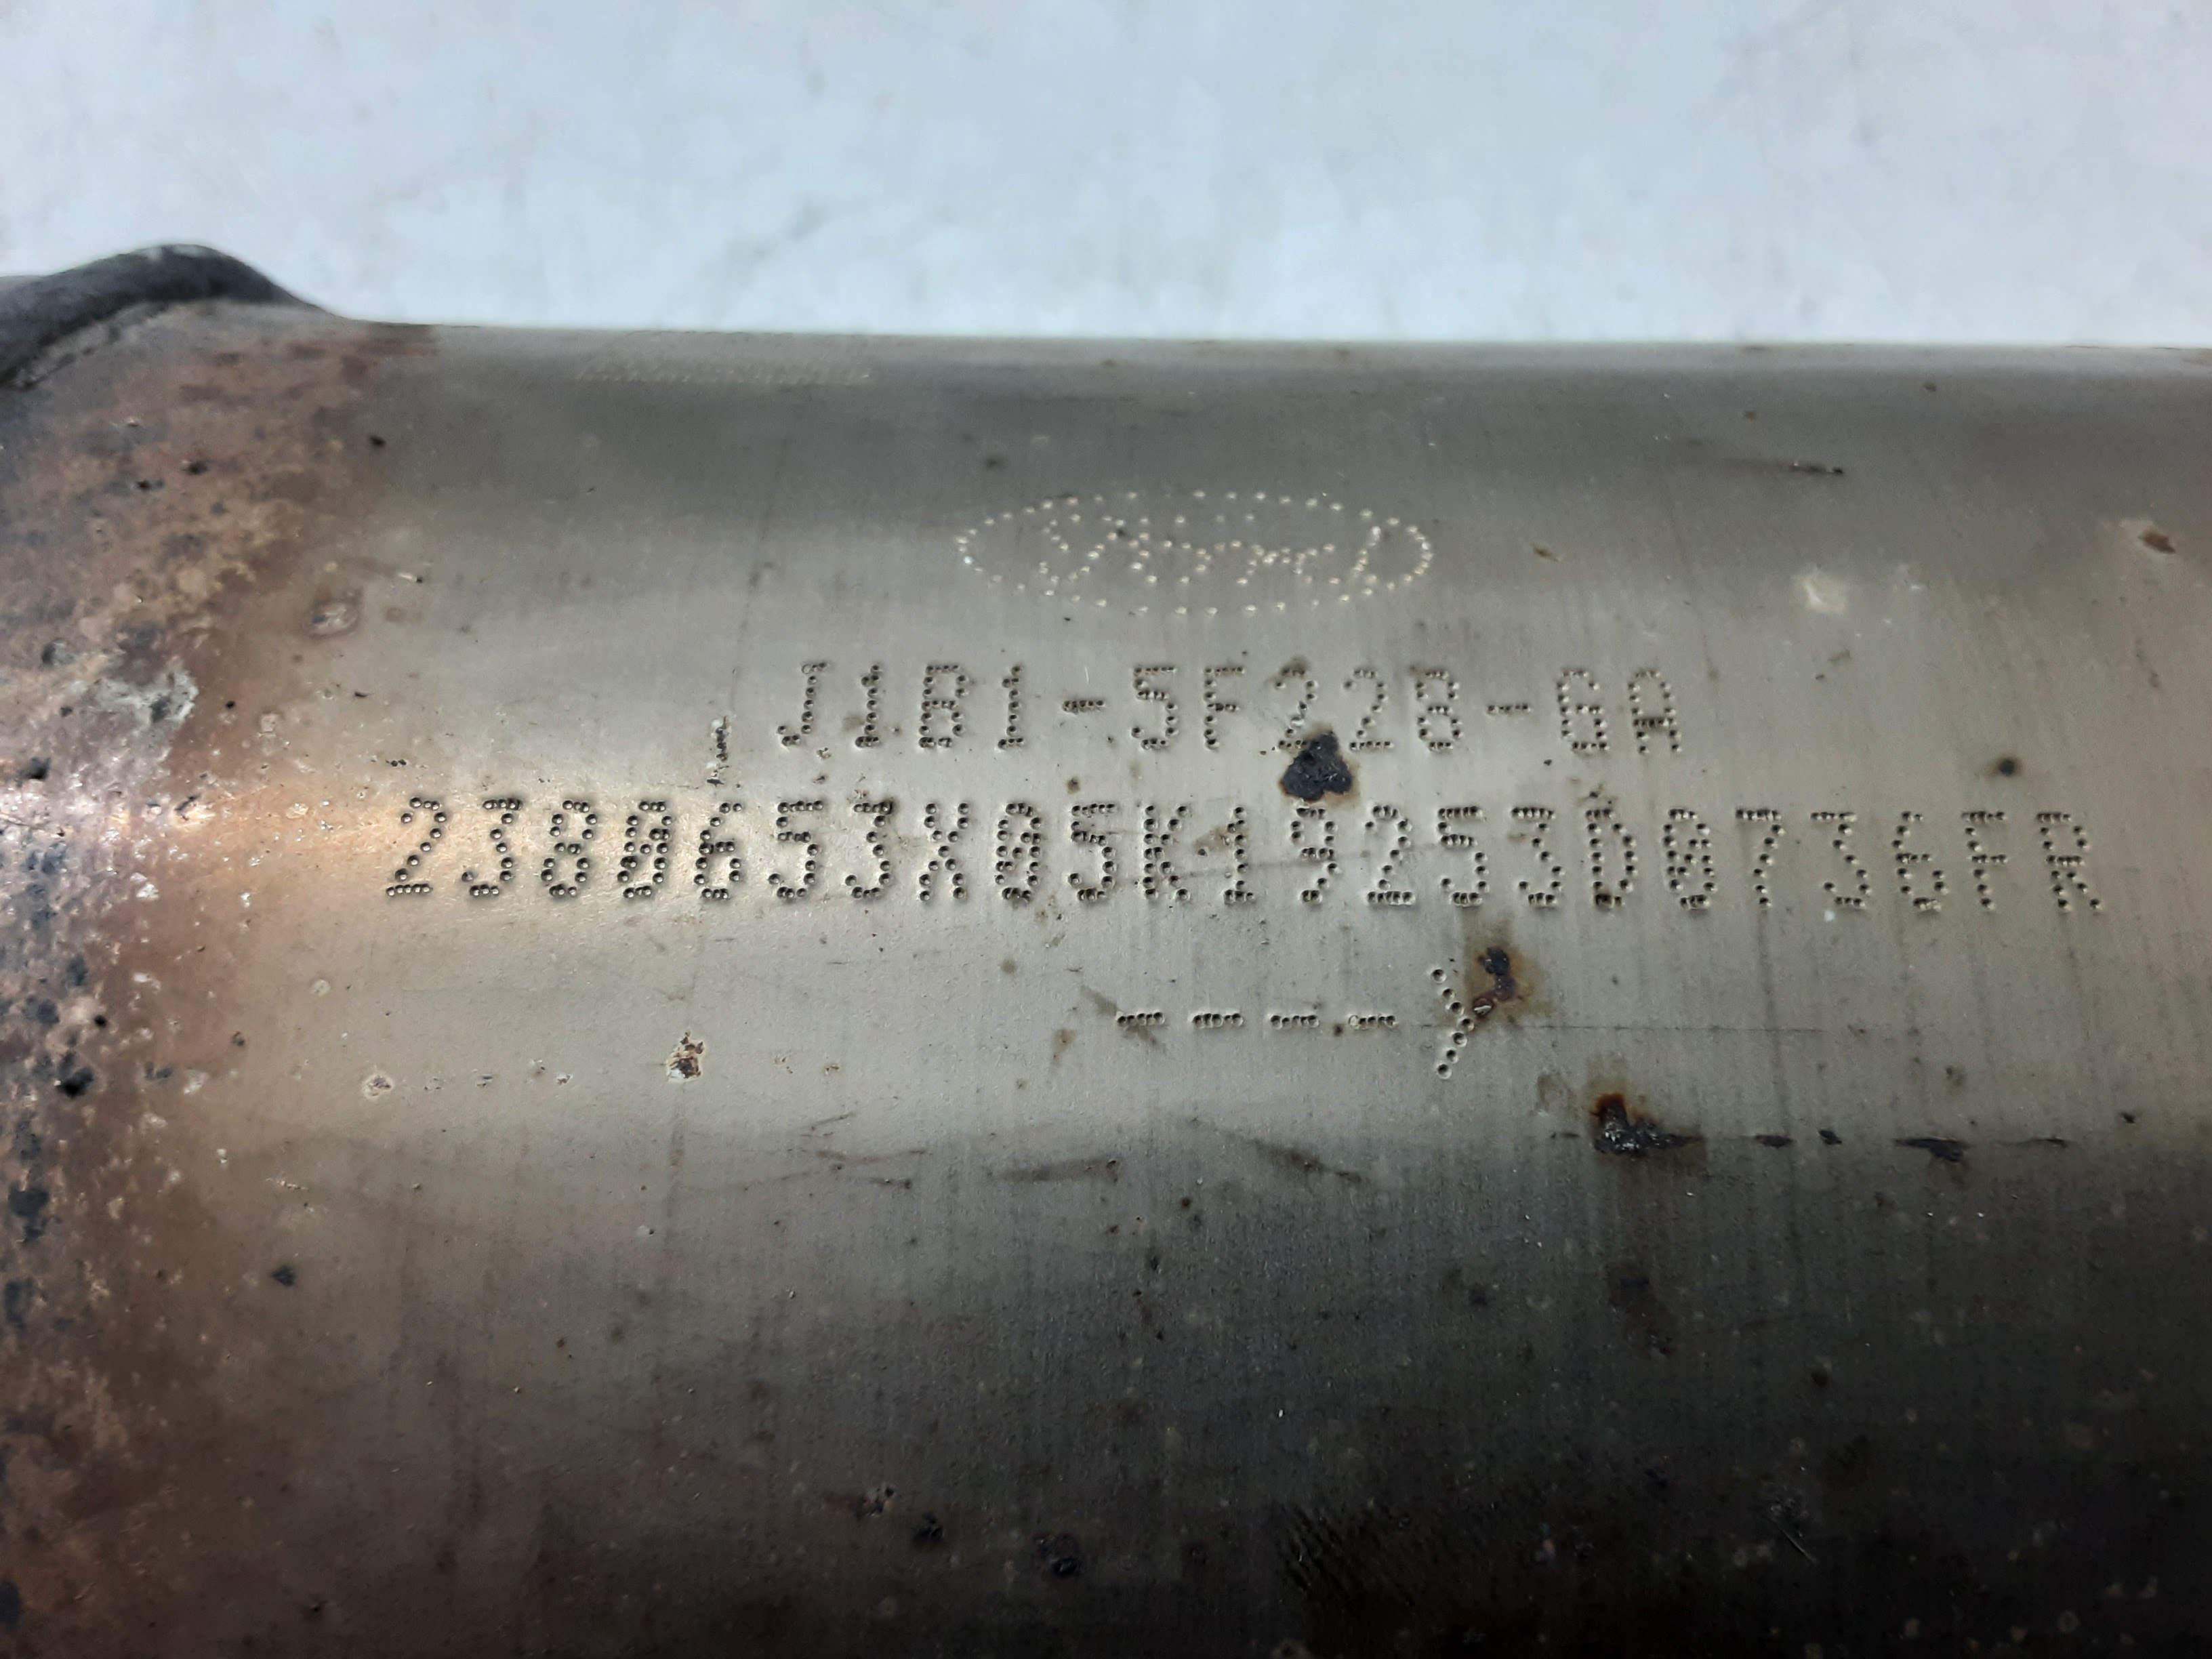 Ford
J1B1-5F228-GA
2380653X05K19253D0736FR
---->